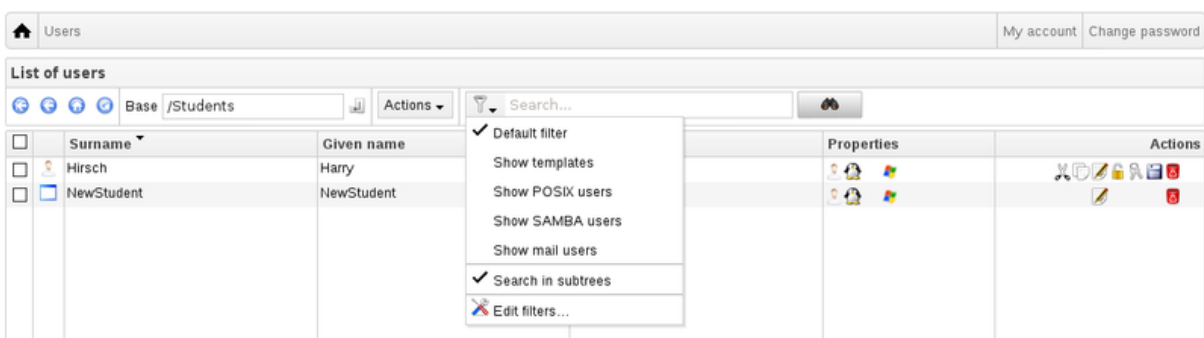 Users My account Change password
List of users
Base /Students Actions Search...
Surname Given name Properties Actions
Default filter
Show templates
Hirsch Harry
Show POSIX users
NewStudent NewStudent
Show SAMBA users
Show mail users
Search in subtrees
Edit filters...